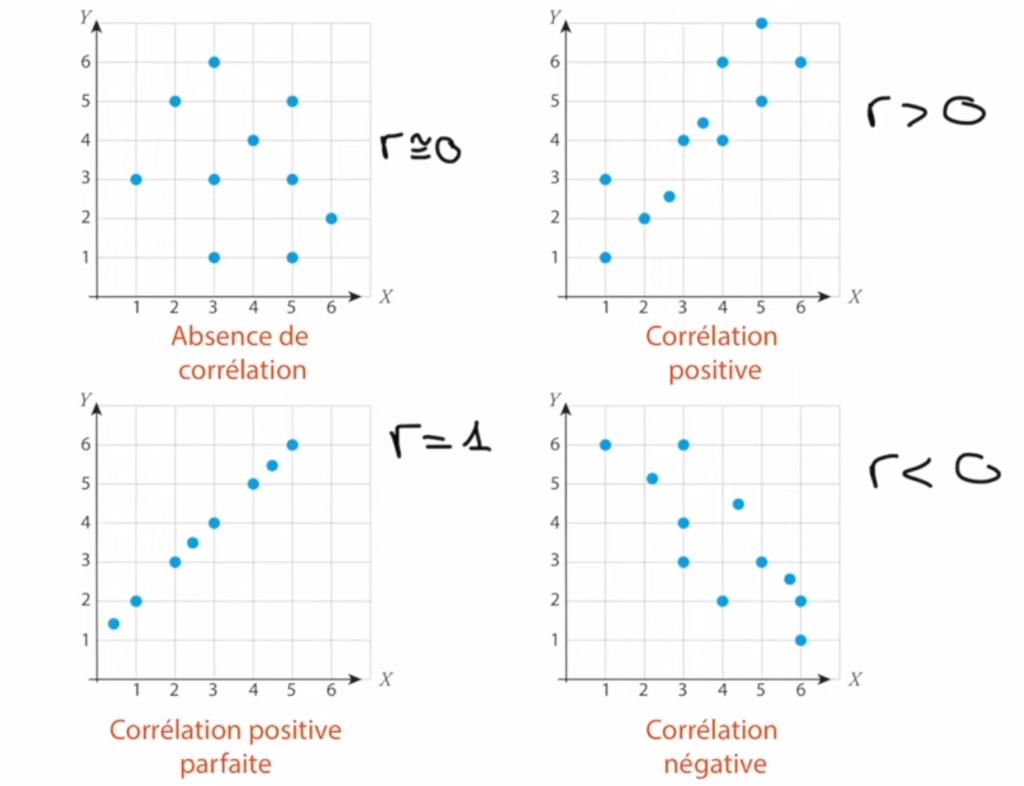 Y
6
5
4
3
2
1
1 2 3 4 5 6 X
r≅0
Absence de
corrélation
Y
6
5
4
3
2
1
1 2 3 4 5 6 X
r>0
Corrélation
positive
Y
6
5
4
3
2
1
1 2 3 4 5 6 X
r=1
Corrélation positive
parfaite
Y
6
5
4
3
2
1
1 2 3 4 5 6 X
r<0
Corrélation
négative